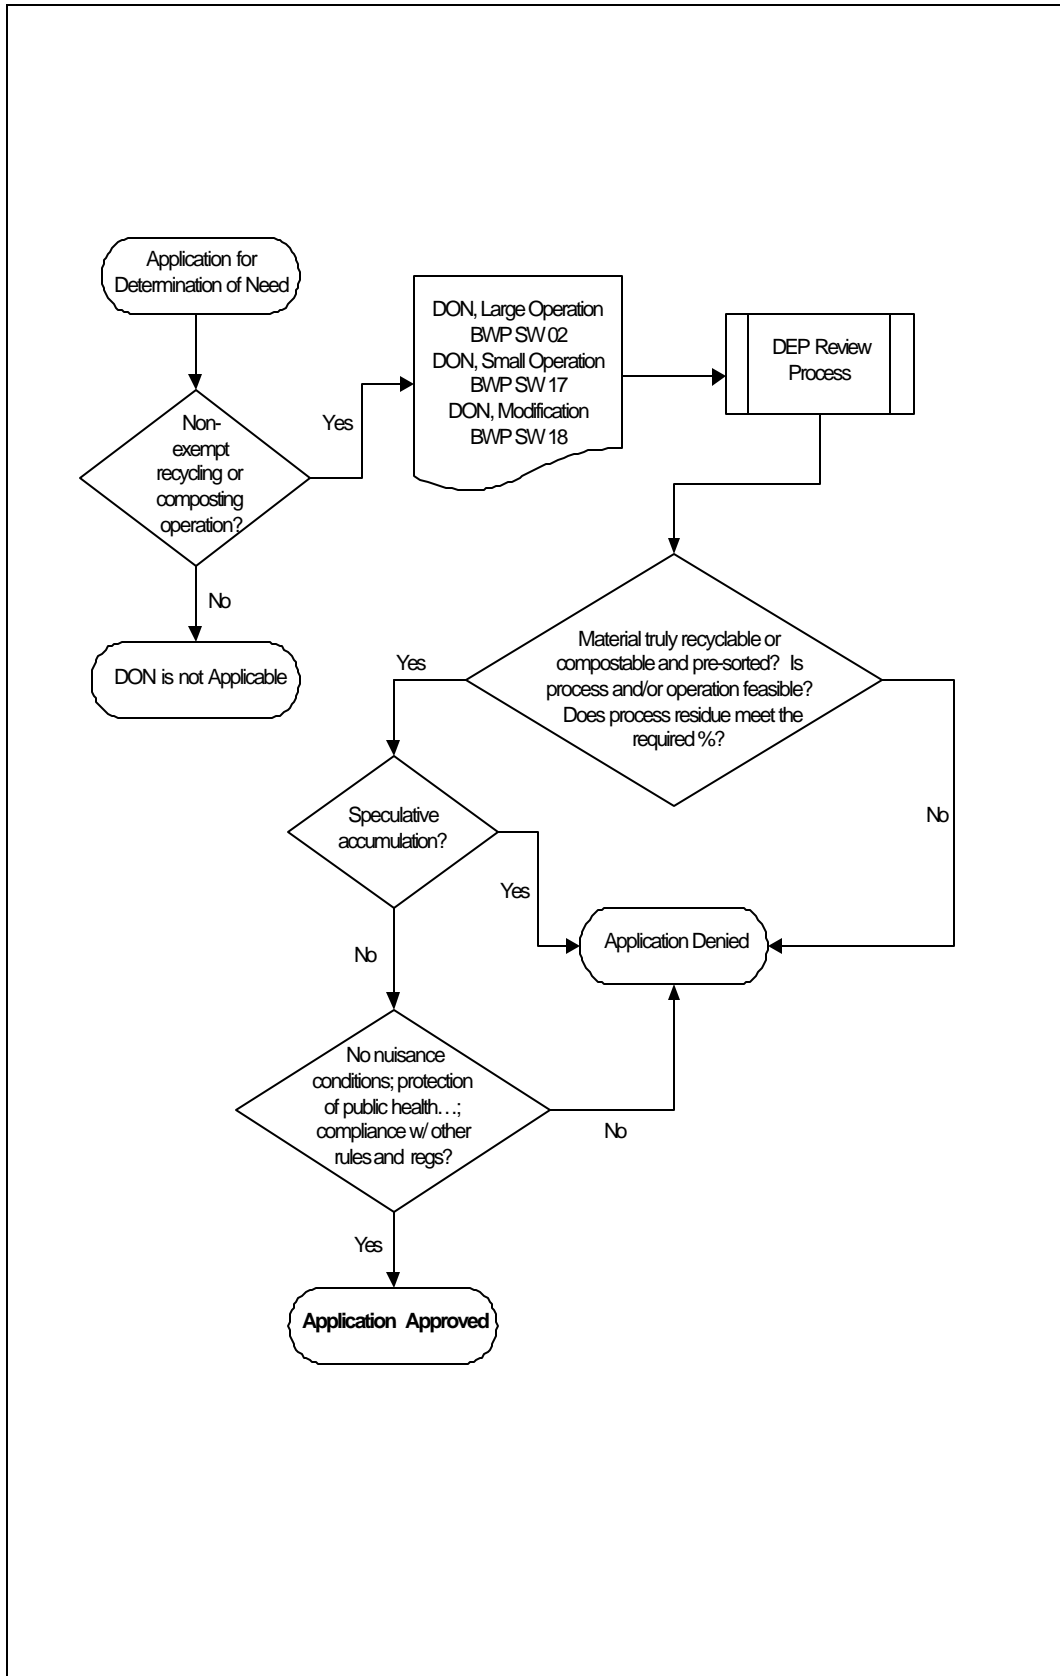 Application for
Determination of Need
Non-
exempt
recycling or
composting
operation?
Yes
No
DON is not Applicable
DON, Large Operation
BWP SW 02
DON, Small Operation
BWP SW 17
DON, Modification
BWP SW 18
DEP Review
Process
Material truly recyclable or
compostable and pre-sorted? Is
process and/or operation feasible?
Does process residue meet the
required %?
Yes
No
Speculative
accumulation?
Yes
No
Application Denied
No nuisance
conditions; protection
of public health…;
compliance w/ other
rules and regs?
No
Yes
Application Approved